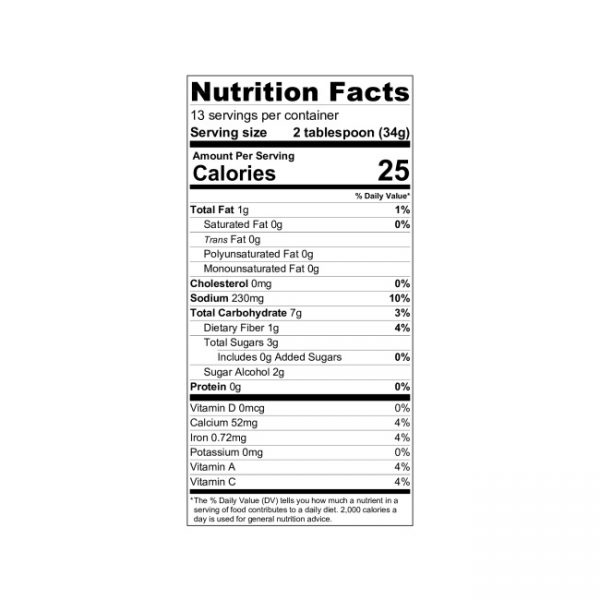 Nutrition Facts
13 servings per container
Serving size 2 tablespoon (34g)
Amount Per Serving
Calories 25
% Daily Value*
Total Fat 1g 1%
Saturated Fat 0g 0%
Trans Fat 0g
Polyunsaturated Fat 0g
Monounsaturated Fat 0g
Cholesterol 0mg 0%
Sodium 230mg 10%
Total Carbohydrate 7g 3%
Dietary Fiber 1g 4%
Total Sugars 3g
Includes 0g Added Sugars 0%
Sugar Alcohol 2g
Protein 0g 0%
Vitamin D 0mcg 0%
Calcium 52mg 4%
Iron 0.72mg 4%
Potassium 0mg 0%
Vitamin A 4%
Vitamin C 4%
*The % Daily Value (DV) tells you how much a nutrient in a
serving of food contributes to a daily diet. 2,000 calories a
day is used for general nutrition advice.